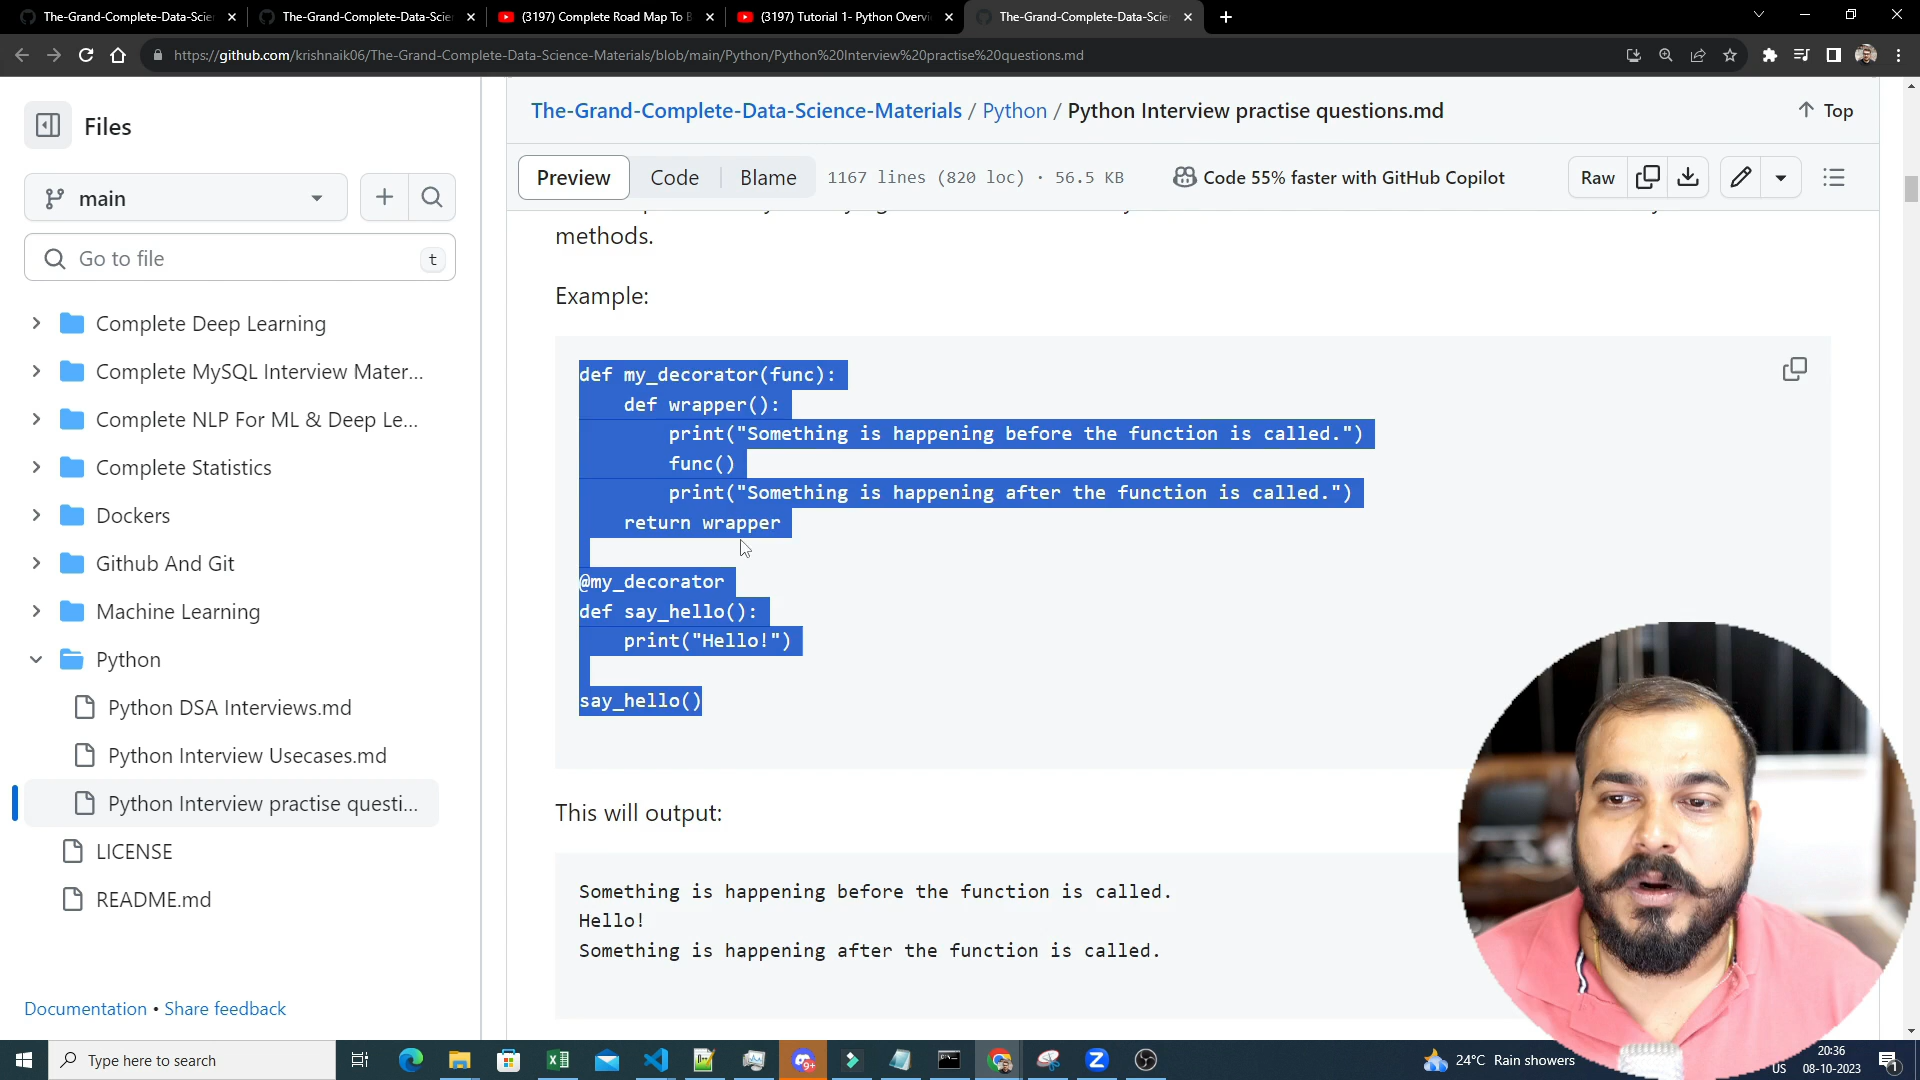 The-Grand-Complete-Data-Scie
The-Grand-Complete-Data-Scie
(3197) Complete Road Map To B
(3197) Tutorial 1- Python Overvi
The-Grand-Complete-Data-Scie
https://github.com/krishnaik06/The-Grand-Complete-Data-Science-Materials/blob/main/Python/Python%20Interview%20practise%20questions.md
Files
main
Go to file
t
Complete Deep Learning
Complete MySQL Interview Mater...
Complete NLP For ML & Deep Le...
Complete Statistics
Dockers
Github And Git
Machine Learning
Python
Python DSA Interviews.md
Python Interview Usecases.md
Python Interview practise questi...
LICENSE
README.md
Documentation • Share feedback
The-Grand-Complete-Data-Science-Materials / Python / Python Interview practise questions.md
Top
Preview
Code
Blame
1167 lines (820 loc) · 56.5 KB
Code 55% faster with GitHub Copilot
Raw
methods.
Example:
def my_decorator(func):
    def wrapper():
        print("Something is happening before the function is called.")
        func()
        print("Something is happening after the function is called.")
    return wrapper
@my_decorator
def say_hello():
    print("Hello!")
say_hello()
This will output:
Something is happening before the function is called.
Hello!
Something is happening after the function is called.
Type here to search
9+
24°C Rain showers
US
20:36
08-10-2023
1